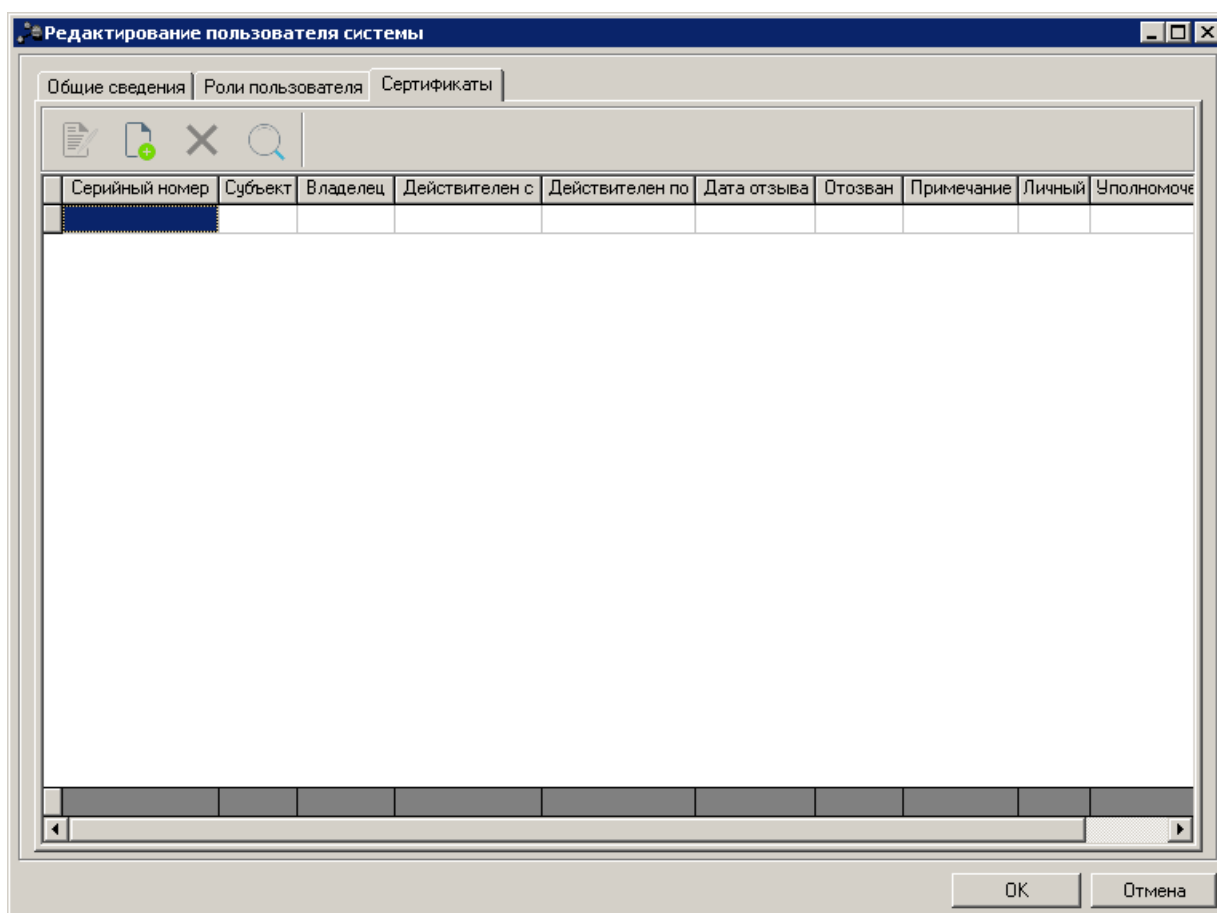 Редактирование пользователя системы
Общие сведения Роли пользователя Сертификаты
Серийный номер Субъект Владелец Действителен с Действителен по Дата отзыва Отозван Примечание Личный Уполномоче
OK Отмена